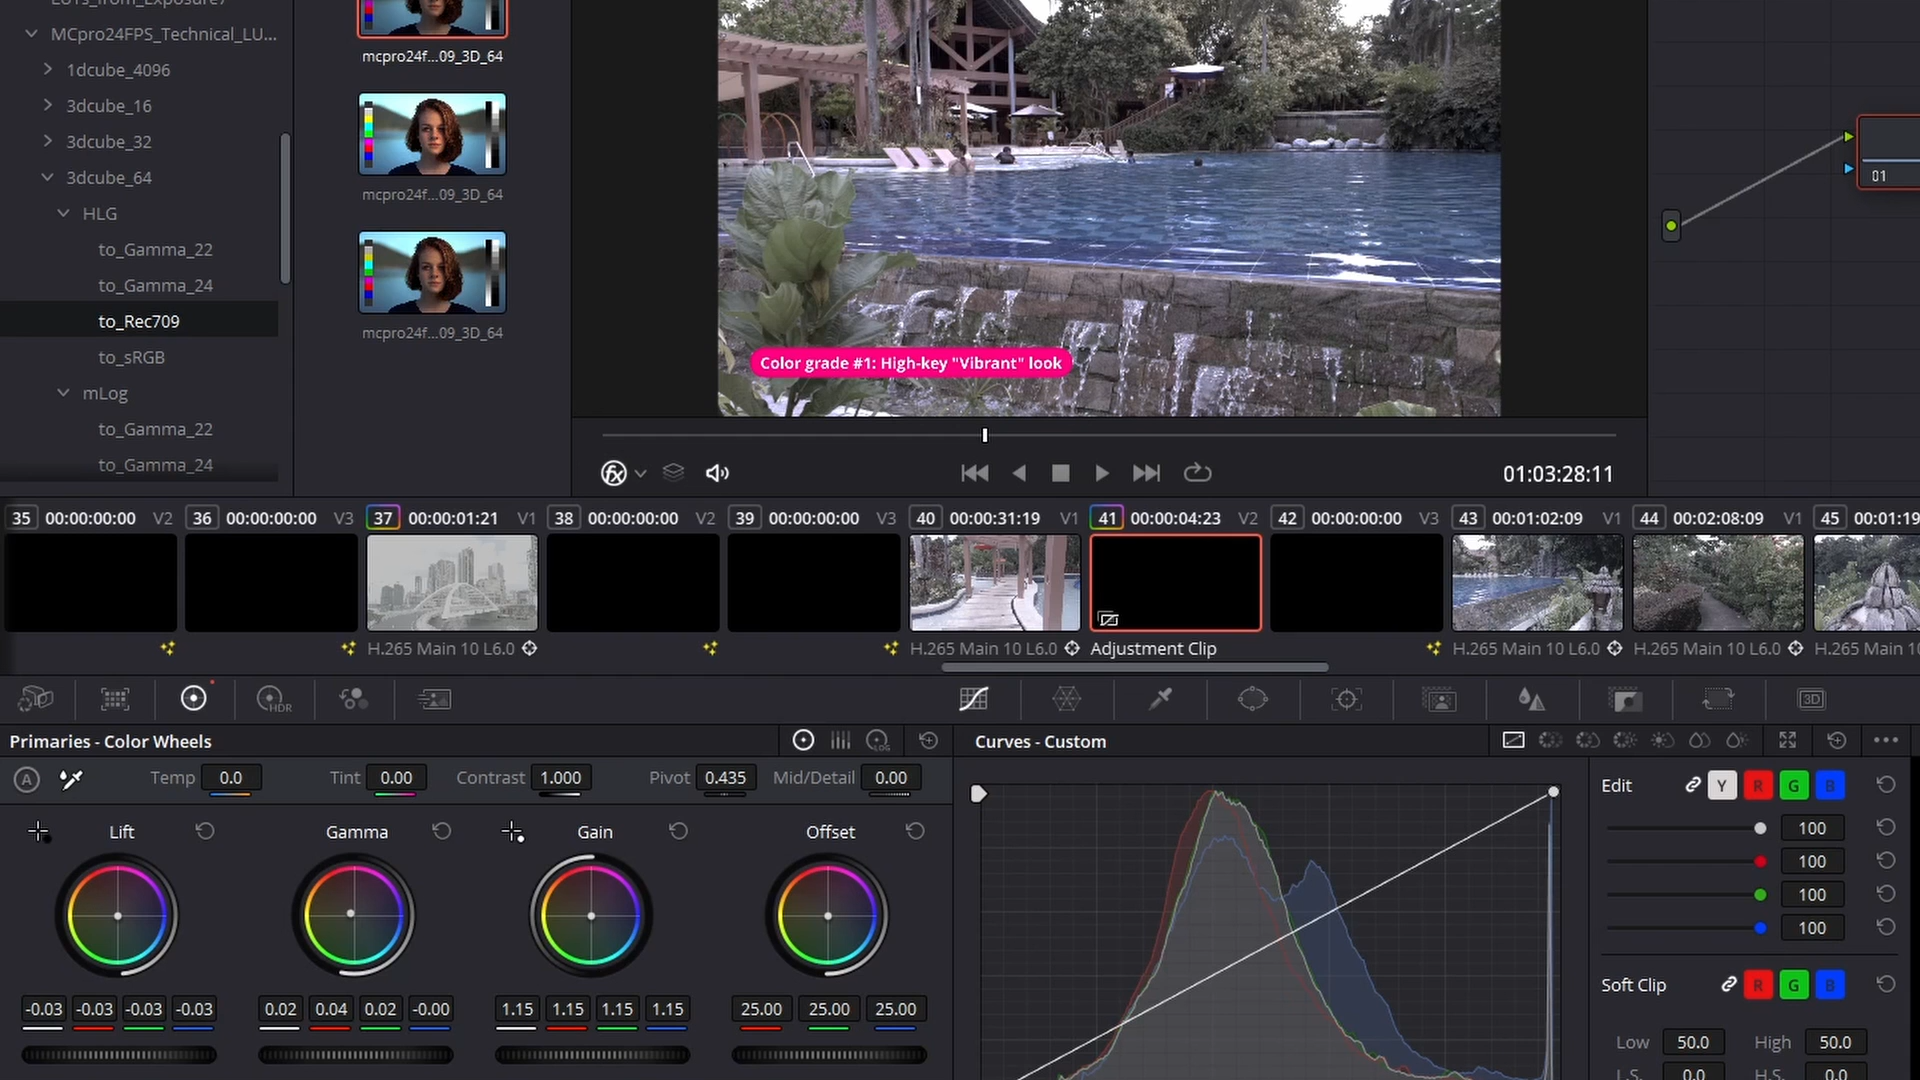 LUTs_from_Exposure7
MCpro24FPS_Technical_LU...
1dcube_4096
3dcube_16
3dcube_32
3dcube_64
HLG
to_Gamma_22
to_Gamma_24
to_Rec709
to_sRGB
mLog
to_Gamma_22
to_Gamma_24
mcpro24f...09_3D_64
mcpro24f...09_3D_64
mcpro24f...09_3D_64
Color grade #1: High-key "Vibrant" look
01
fx
01:03:28:11
35 00:00:00:00 V2
36 00:00:00:00 V3
37 00:00:01:21 V1
H.265 Main 10 L6.0
38 00:00:00:00 V2
39 00:00:00:00 V3
40 00:00:31:19 V1
H.265 Main 10 L6.0
41 00:00:04:23 V2
Adjustment Clip
42 00:00:00:00 V3
43 00:01:02:09 V1
H.265 Main 10 L6.0
44 00:02:08:09 V1
H.265 Main 10 L6.0
45 00:01:19
H.265 Main 10
HDR
3D
Primaries - Color Wheels
LOG
A
Temp 0.0 Tint 0.00 Contrast 1.000 Pivot 0.435 Mid/Detail 0.00
Lift
-0.03 -0.03 -0.03 -0.03
Gamma
0.02 0.04 0.02 -0.00
Gain
1.15 1.15 1.15 1.15
Offset
25.00 25.00 25.00
Curves - Custom
Edit Y R G B
100
100
100
100
Soft Clip R G B
Low 50.0 High 50.0
L.S. 0.0 H.S. 0.0